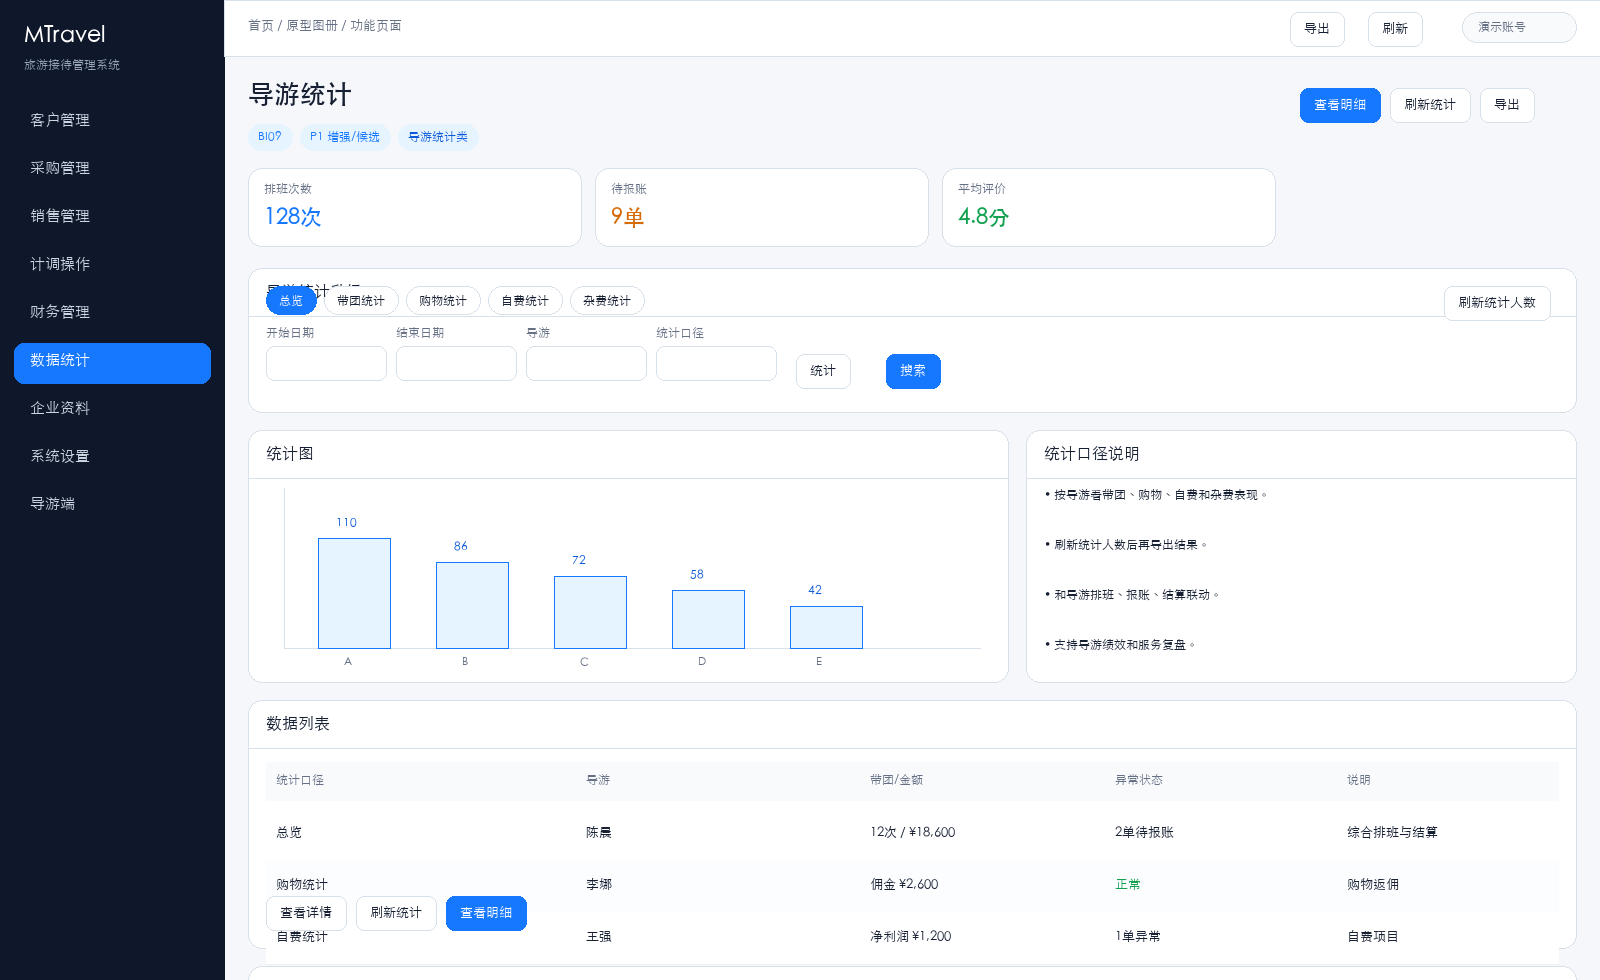 MTravel
旅游接待管理系统
客户管理
采购管理
销售管理
计调操作
财务管理
数据统计
企业资料
系统设置
导游端
首页 / 原型图册 / 功能页面
导出
刷新
演示账号
导游统计
查看明细
刷新统计
导出
BI09
P1 增强/候选
导游统计类
排班次数
128次
待报账
9单
平均评价
4.8分
总览
带团统计
购物统计
自费统计
杂费统计
刷新统计人数
开始日期
结束日期
导游
统计口径
统计
搜索
统计图
110
86
72
58
42
A
B
C
D
E
统计口径说明
• 按导游看带团、购物、自费和杂费表现。
• 刷新统计人数后再导出结果。
• 和导游排班、报账、结算联动。
• 支持导游绩效和服务复盘。
数据列表
统计口径 导游 带团/金额 异常状态 说明
总览 陈晨 12次 / ¥18,600 2单待报账 综合排班与结算
购物统计 李娜 佣金 ¥2,600 正常 购物返佣
查看详情
刷新统计
查看明细
自费统计 王强 净利润 ¥1,200 1单异常 自费项目